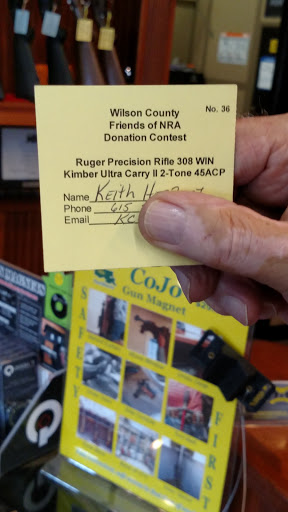 Wilson County
No. 36
Friends of NRA
Donation Contest
Ruger Precision Rifle 308 WIN
Kimber Ultra Carry II 2-Tone 45ACP
Name Keith
Phone 615
Email KC
CoJo
Gun Magnet
SAFETY
FIRST